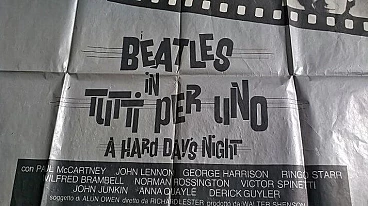 BEATLES
in
TUTTI PER UNO
A HARD DAY'S NIGHT
con PAUL McCARTNEY JOHN LENNON GEORGE HARRISON RINGO STARR
WILFRED BRAMBELL NORMAN ROSSINGTON VICTOR SPINETTI
JOHN JUNKIN ANNA QUAYLE DERICK GUYLER
soggetto di ALUN OWEN diretto da RICHARD LESTER prodotto da WALTER SHENSON